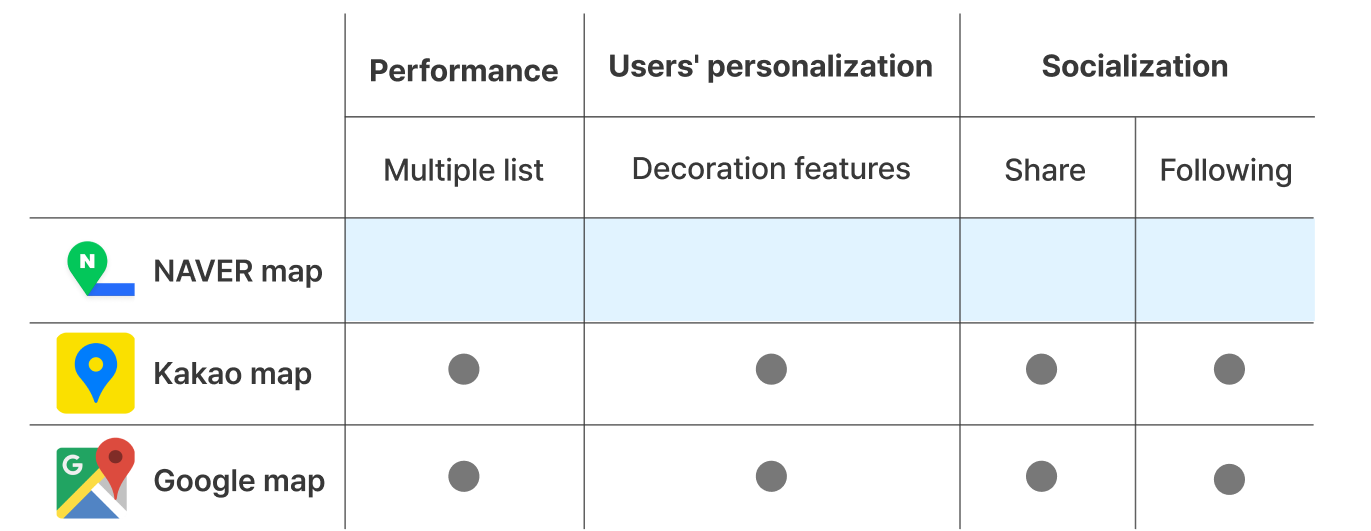 Performance
Users' personalization
Socialization
Multiple list
Decoration features
Share
Following
N
NAVER map
Kakao map
G
Google map